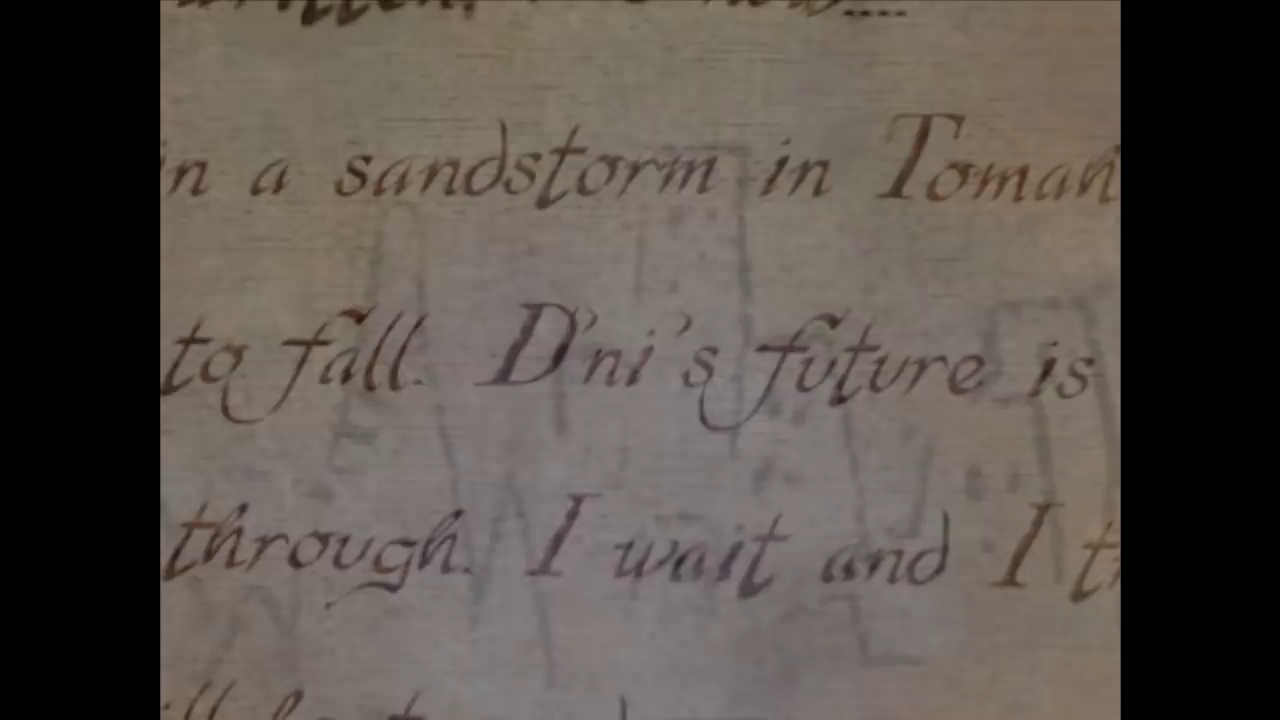 in a sandstorm in Tomah
to fall. D'ni's future is
through. I wait and I